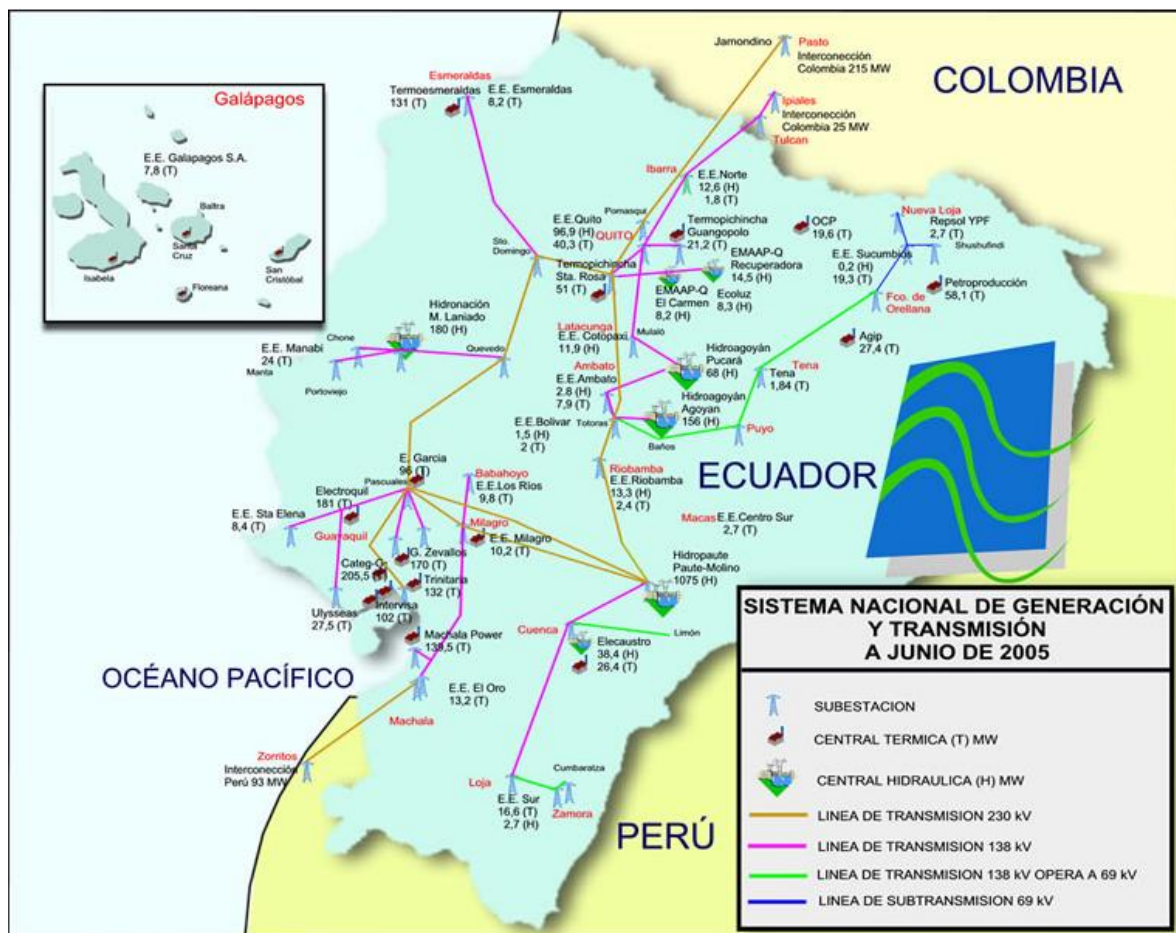 Galápagos
E.E. Galapagos S.A.
7,8 (T)
Baltra
Santa
Cruz
Isabela
San
Cristóbal
Floreana
Jamondino
Pasto
Interconección
Colombia 215 MW
COLOMBIA
Ipiales
Interconección
Colombia 25 MW
Tulcan
Esmeraldas
Termoesmeraldas
131 (T)
E.E. Esmeraldas
8,2 (T)
Ibarra
E.E.Norte
12,6 (H)
1,8 (T)
Pomasqui
E.E.Quito
96,9 (H)
40,3 (T)
QUITO
Termopichincha
Guangopolo
21,2 (T)
OCP
19,6 (T)
Nueva Loja
Repsol YPF
2,7 (T)
Shushufindi
E.E. Sucumbios
0,2 (H)
19,3 (T)
Petroproducción
58,1 (T)
Fco. de
Orellana
Sto.
Domingo
Termopichincha
Sta. Rosa
51 (T)
EMAAP-Q
Recuperadora
14,5 (H)
EMAAP-Q
El Carmen
8,2 (H)
Ecoluz
8,3 (H)
Agip
27,4 (T)
Hidronación
M. Laniado
180 (H)
Chone
E.E. Manabí
24 (T)
Manta
Portoviejo
Quevedo
Latacunga
E.E. Cotopaxi
11,9 (H)
Mulaló
Hidroagoyán
Pucará
68 (H)
Ambato
E.E.Ambato
2.8 (H)
7,9 (T)
Hidroagoyán
Agoyan
156 (H)
Tena
1,84 (T)
Tena
E.E.Bolivar
1,5 (H)
2 (T)
Totoras
Baños
Puyo
ECUADOR
Riobamba
E.E.Riobamba
13,3 (H)
2,4 (T)
Macas
E.E.Centro Sur
2,7 (T)
E. Garcia
96 (T)
Pascuales
Babahoyo
E.E.Los Ríos
9,8 (T)
Electroquil
181 (T)
E.E. Sta Elena
8,4 (T)
Guayaquil
Milagro
E.E. Milagro
10,2 (T)
G. Zevallos
170 (T)
Categ-G
205,5 (T)
Trinitaria
132 (T)
Ulysseas
27,5 (T)
Intervisa
102 (T)
Hidropaute
Paute-Molino
1075 (H)
Machala Power
139,5 (T)
Cuenca
Elecaustro
38,4 (H)
26,4 (T)
Limón
OCÉANO PACÍFICO
E.E. El Oro
13,2 (T)
Machala
Zorritos
Interconección
Perú 93 MW
Loja
E.E. Sur
16,6 (T)
2,7 (H)
Cumbaratza
Zamora
PERÚ
SISTEMA NACIONAL DE GENERACIÓN
Y TRANSMISIÓN
A JUNIO DE 2005
SUBESTACION
CENTRAL TERMICA (T) MW
CENTRAL HIDRAULICA (H) MW
LINEA DE TRANSMISION 230 kV
LINEA DE TRANSMISION 138 kV
LINEA DE TRANSMISION 138 kV OPERA A 69 kV
LINEA DE SUBTRANSMISION 69 kV